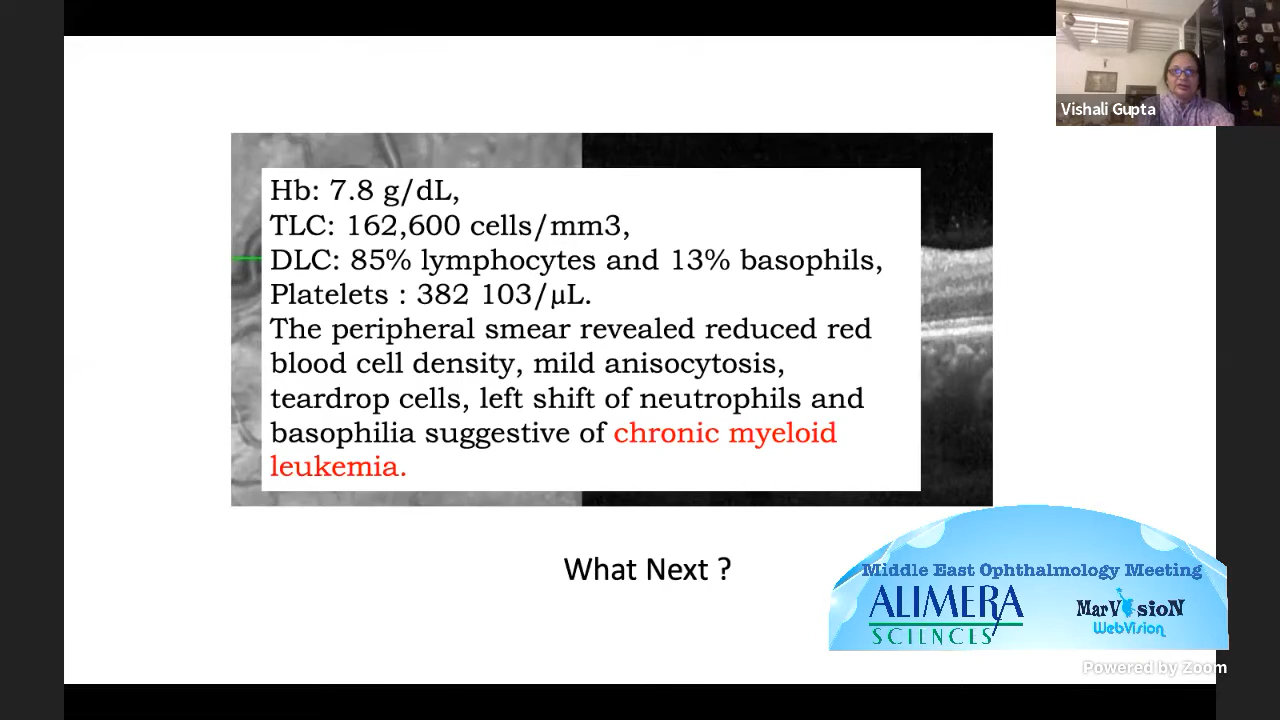 Vishali Gupta
Hb: 7.8 g/dL,
TLC: 162,600 cells/mm3,
DLC: 85% lymphocytes and 13% basophils,
Platelets : 382 103/µL.
The peripheral smear revealed reduced red
blood cell density, mild anisocytosis,
teardrop cells, left shift of neutrophils and
basophilia suggestive of chronic myeloid
leukemia.
What Next ?
Middle East Ophthalmology Meeting
ALIMERA
SCIENCES
MarVisioN
WebVision
Powered by Zoom